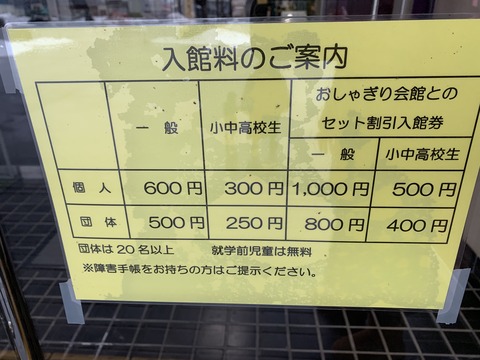 入館料のご案内
おしゃぎり会館との
セット割引入館券
一般 小中高校生 一般 小中高校生
個人 600円 300円 1,000円 500円
団体 500円 250円 800円 400円
団体は20名以上 就学前児童は無料
※障害手帳をお持ちの方はご提示ください。